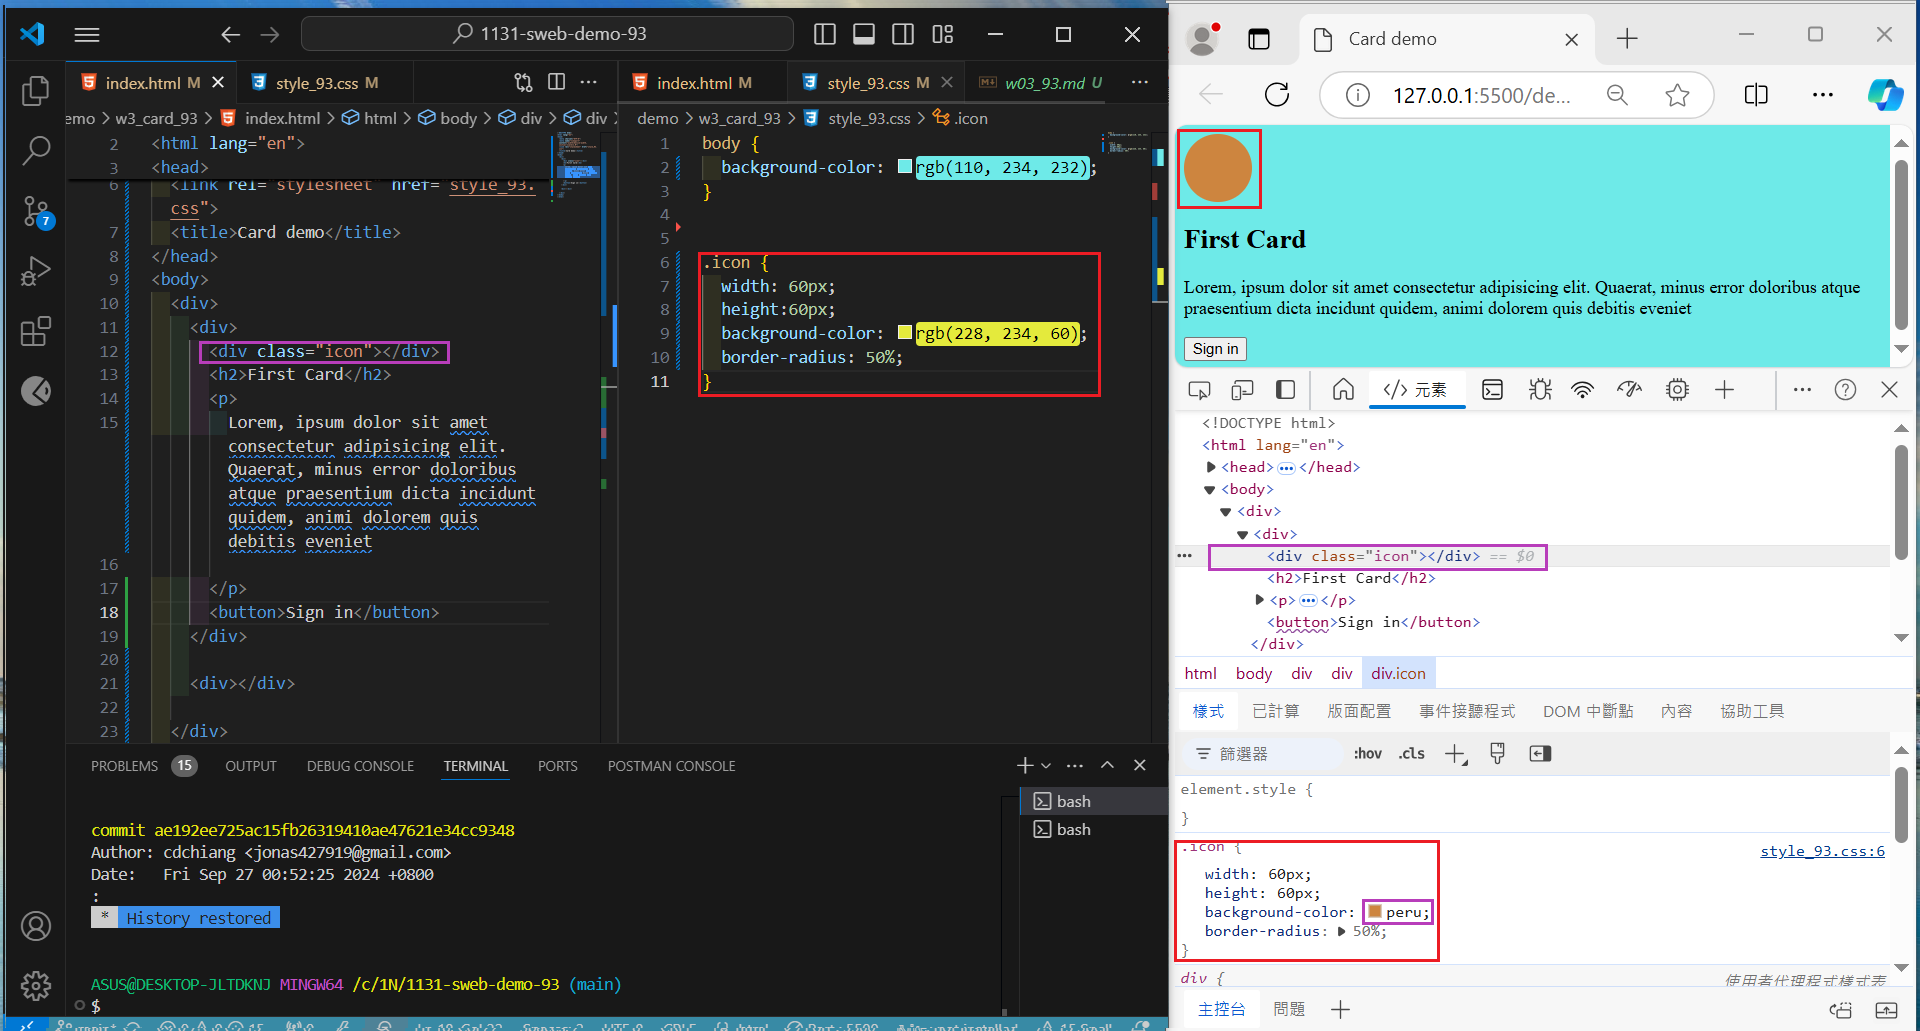 1131-sweb-demo-93
index.html M
style_93.css M
index.html M
style_93.css M
w03_93.md U
emo > w3_card_93 > index.html > html > body > div > div
demo > w3_card_93 > style_93.css > .icon
2 <html lang="en">
3 <head>
6 <link rel="stylesheet" href="style_93.
css">
7 <title>Card demo</title>
8 </head>
9 <body>
10 <div>
11 <div>
12 <div class="icon"></div>
13 <h2>First Card</h2>
14 <p>
15 Lorem, ipsum dolor sit amet
consectetur adipisicing elit.
Quaerat, minus error doloribus
atque praesentium dicta incidunt
quidem, animi dolorem quis
debitis eveniet
16
17 </p>
18 <button>Sign in</button>
19 </div>
20
21 <div></div>
22
23 </div>
1 body {
2 background-color: rgb(110, 234, 232);
3 }
4
5
6 .icon {
7 width: 60px;
8 height:60px;
9 background-color: rgb(228, 234, 60);
10 border-radius: 50%;
11 }
7
PROBLEMS 15 OUTPUT DEBUG CONSOLE TERMINAL PORTS POSTMAN CONSOLE
bash
bash
commit ae192ee725ac15fb26319410ae47621e34cc9348
Author: cdchiang <jonas427919@gmail.com>
Date: Fri Sep 27 00:52:25 2024 +0800
:
* History restored
ASUS@DESKTOP-JLTDKNJ MINGW64 /c/1N/1131-sweb-demo-93 (main)
$
Card demo
127.0.0.1:5500/de...
First Card
Lorem, ipsum dolor sit amet consectetur adipisicing elit. Quaerat, minus error doloribus atque
praesentium dicta incidunt quidem, animi dolorem quis debitis eveniet
Sign in
</> 元素
<!DOCTYPE html>
<html lang="en">
<head>...</head>
<body>
<div>
<div>
<div class="icon"></div> == $0
<h2>First Card</h2>
<p>...</p>
<button>Sign in</button>
</div>
html body div div div.icon
樣式 已計算 版面配置 事件接聽程式 DOM 中斷點 內容 協助工具
篩選器 :hov .cls
element.style {
}
.icon { style_93.css:6
width: 60px;
height: 60px;
background-color: peru;
border-radius: 50%;
}
div { 使用者代理程式樣式表
主控台 問題